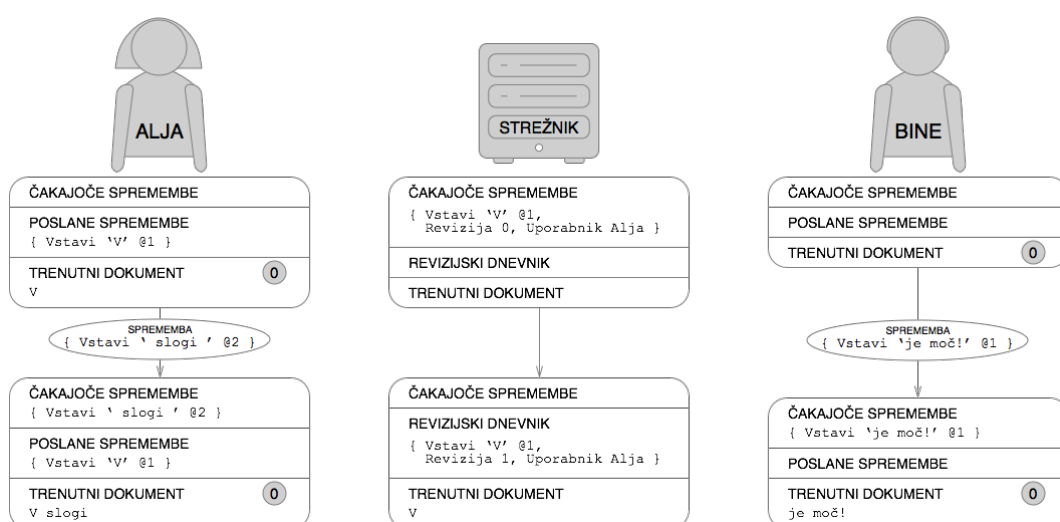 ALJA
ČAKAJOČE SPREMEMBE
POSLANE SPREMEMBE
{ Vstavi ‘V’ @1 }
TRENUTNI DOKUMENT 0
V
SPREMEMBA
{ Vstavi ‘ slogi ’ @2 }
ČAKAJOČE SPREMEMBE
{ Vstavi ‘ slogi ’ @2 }
POSLANE SPREMEMBE
{ Vstavi ‘V’ @1 }
TRENUTNI DOKUMENT 0
V slogi
STREŽNIK
ČAKAJOČE SPREMEMBE
{ Vstavi ‘V’ @1,
Revizija 0, Uporabnik Alja }
REVIZIJSKI DNEVNIK
TRENUTNI DOKUMENT
ČAKAJOČE SPREMEMBE
REVIZIJSKI DNEVNIK
{ Vstavi ‘V’ @1,
Revizija 1, Uporabnik Alja }
TRENUTNI DOKUMENT
V
BINE
ČAKAJOČE SPREMEMBE
POSLANE SPREMEMBE
TRENUTNI DOKUMENT 0
SPREMEMBA
{ Vstavi ‘je moč!’ @1 }
ČAKAJOČE SPREMEMBE
{ Vstavi ‘je moč!’ @1 }
POSLANE SPREMEMBE
TRENUTNI DOKUMENT 0
je moč!